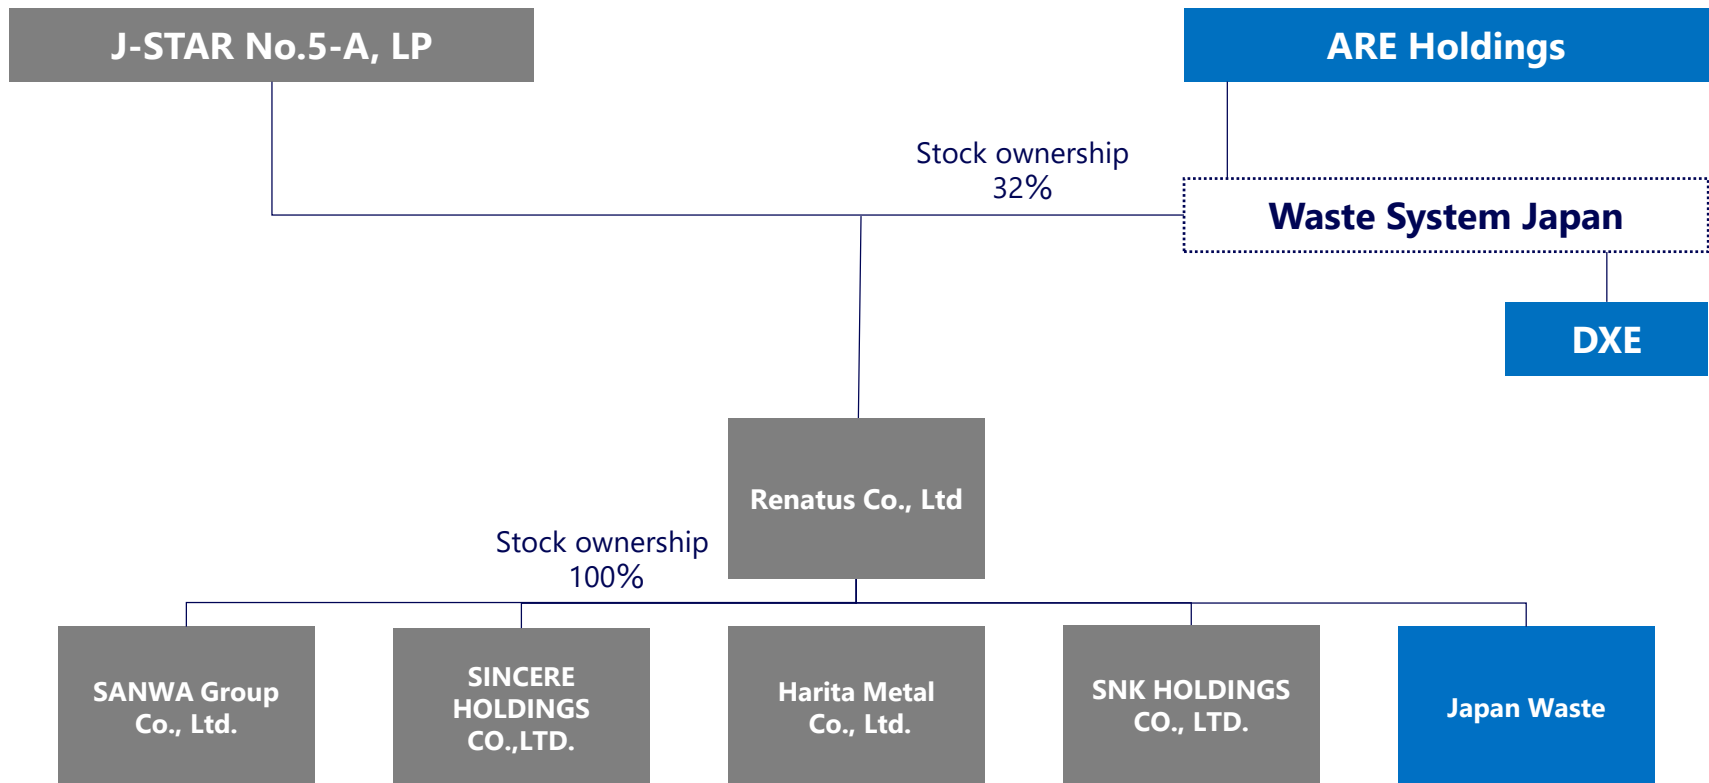 J-STAR No.5-A, LP
ARE Holdings
Stock ownership
32%
Waste System Japan
DXE
Renatus Co., Ltd
Stock ownership
100%
SANWA Group
Co., Ltd.
SINCERE
HOLDINGS
CO.,LTD.
Harita Metal
Co., Ltd.
SNK HOLDINGS
CO., LTD.
Japan Waste